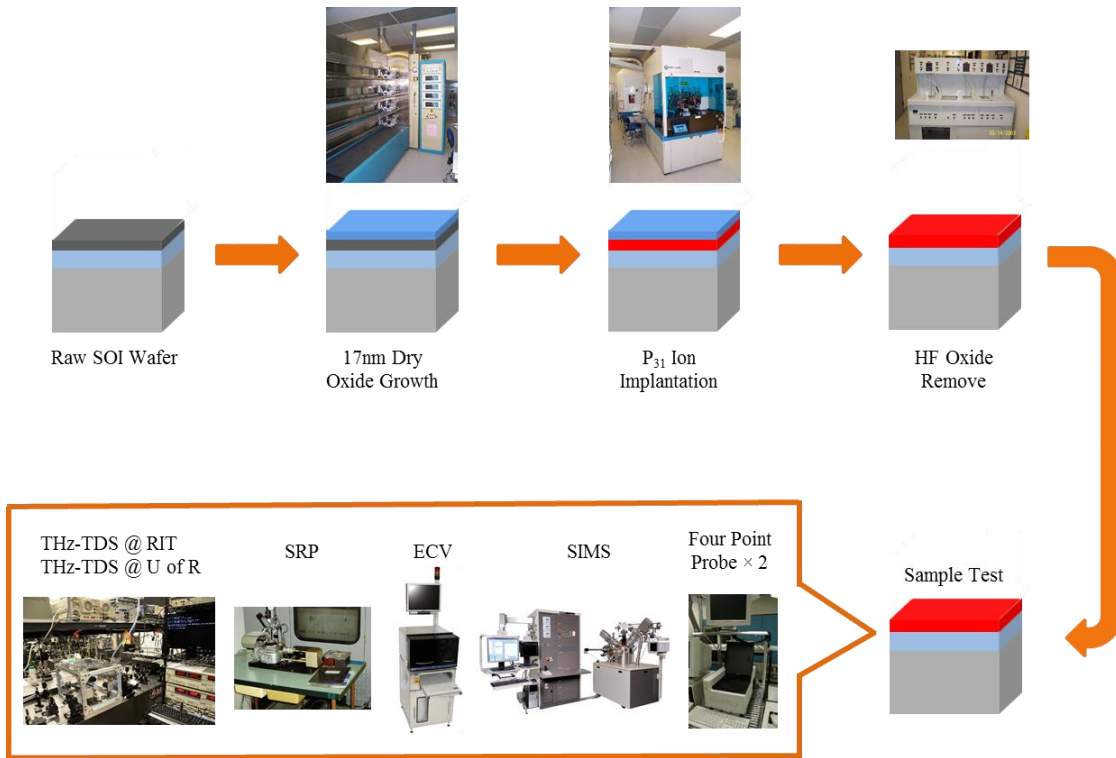 Raw SOI Wafer
17nm Dry
Oxide Growth
P₃₁ Ion
Implantation
HF Oxide
Remove
THz-TDS @ RIT
THz-TDS @ U of R
SRP
ECV
SIMS
Four Point
Probe × 2
Sample Test